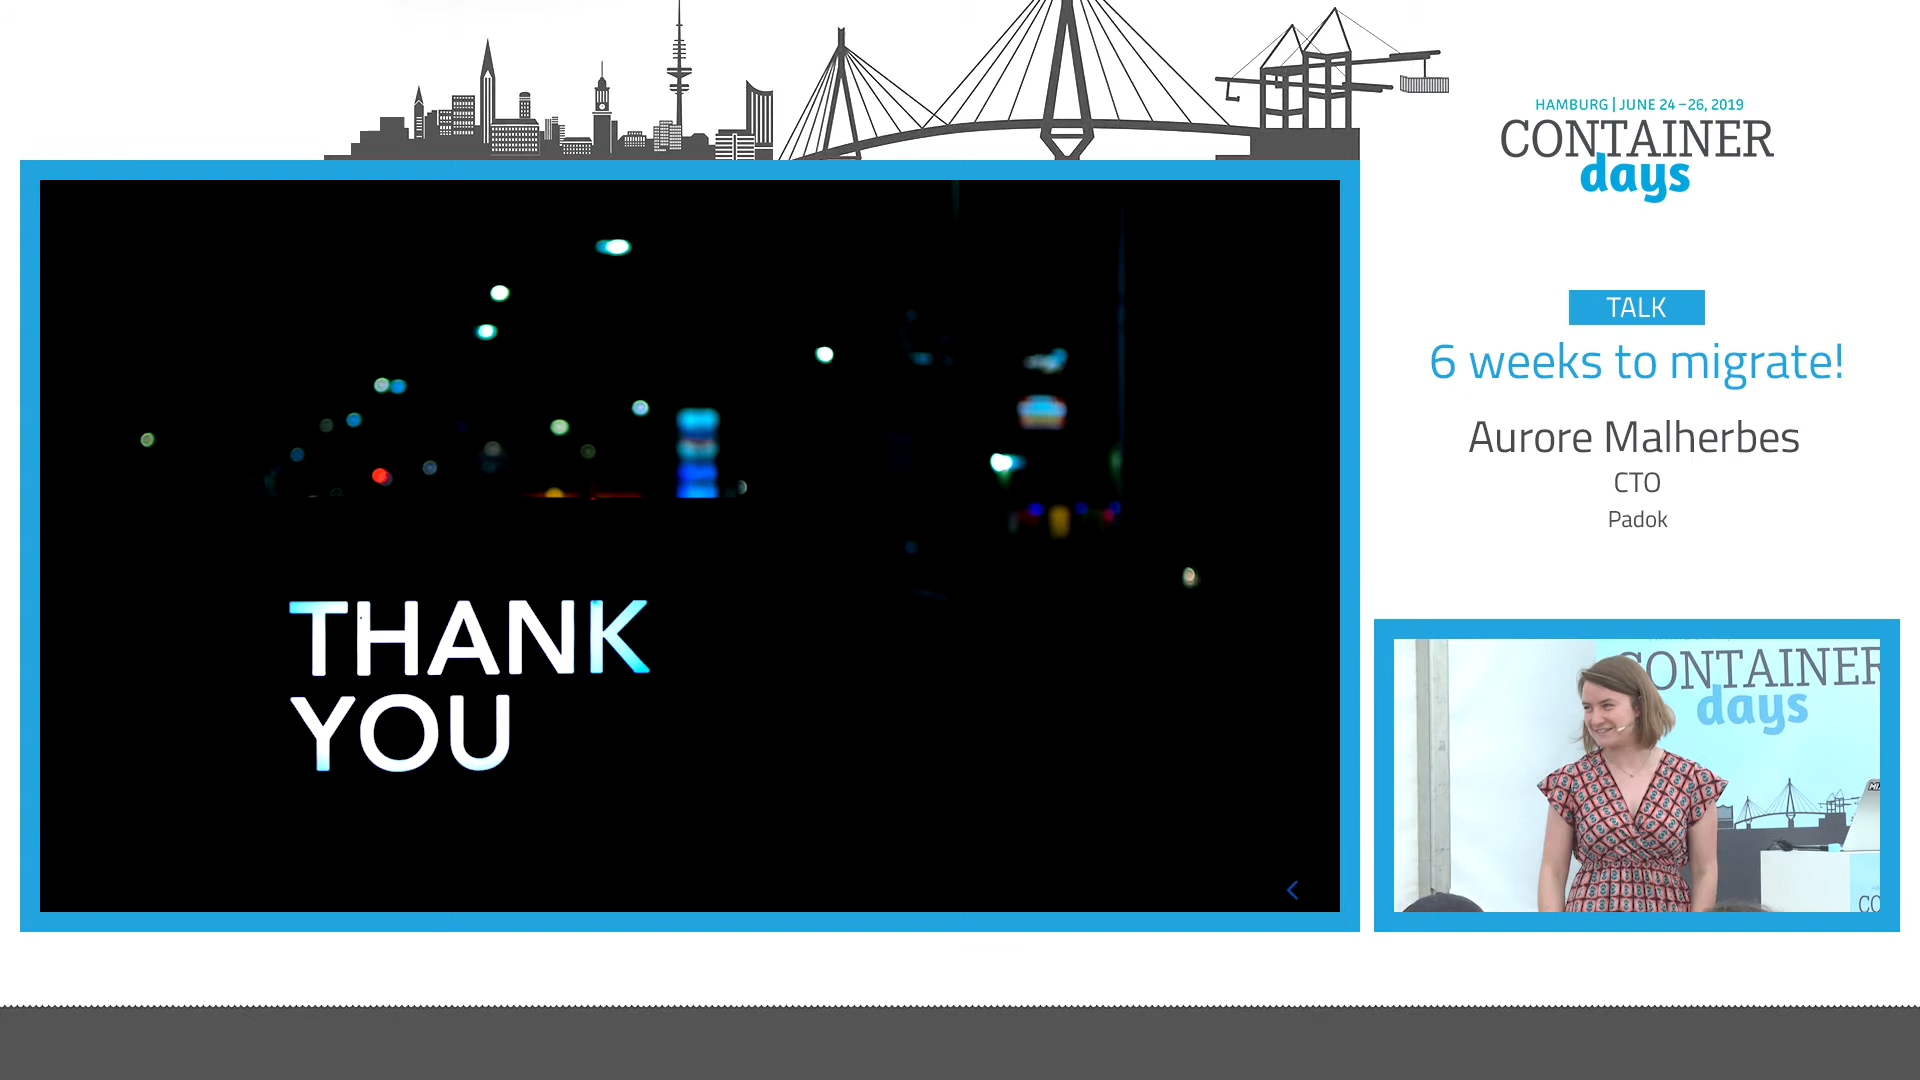 HAMBURG | JUNE 24 – 26, 2019
CONTAINER
days
TALK
6 weeks to migrate!
Aurore Malherbes
CTO
Padok
THANK
YOU
CONTAINER
days
CO